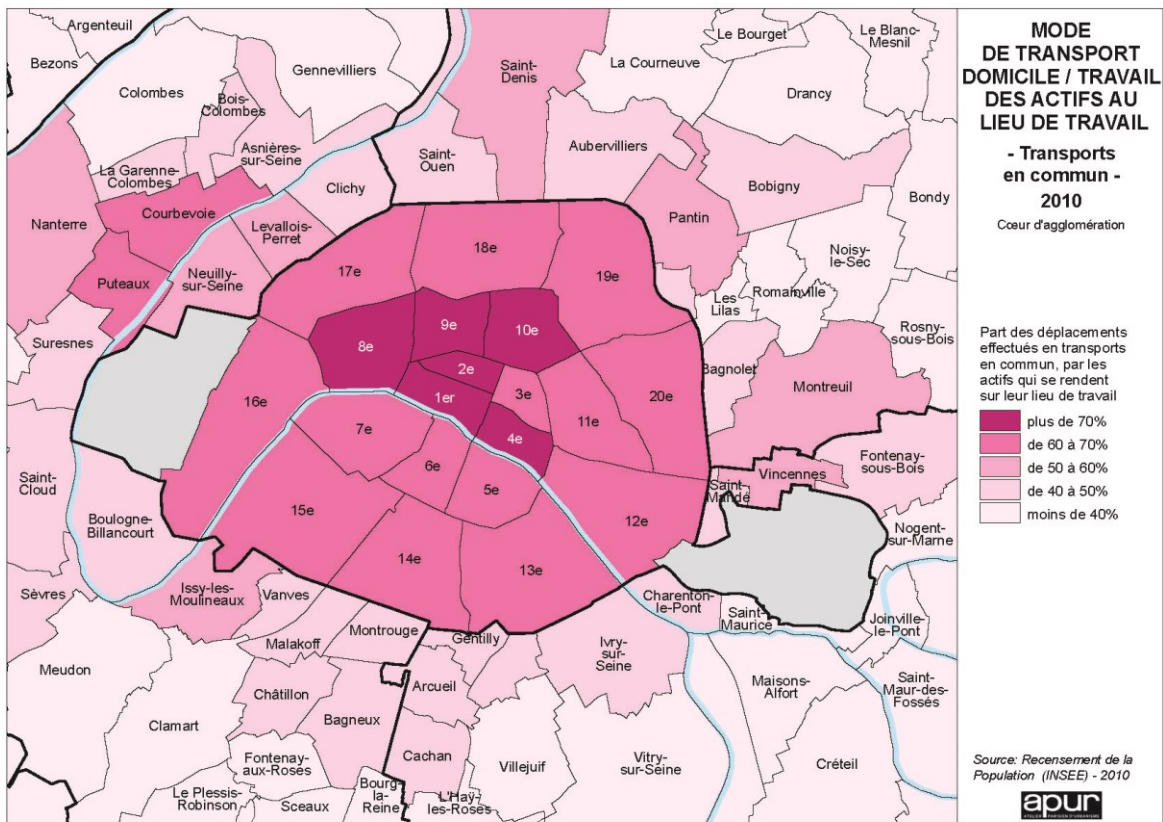 MODE
DE TRANSPORT
DOMICILE / TRAVAIL
DES ACTIFS AU
LIEU DE TRAVAIL
- Transports
en commun -
2010
Cœur d'agglomération
Part des déplacements
effectués en transports
en commun, par les
actifs qui se rendent
sur leur lieu de travail
plus de 70%
de 60 à 70%
de 50 à 60%
de 40 à 50%
moins de 40%
Source: Recensement de la
Population (INSEE) - 2010
apur
ATELIER PARISIEN D'URBANISME
Argenteuil
Bezons
Colombes
Gennevilliers
Bois-
Colombes
Asnières-
sur-Seine
La Garenne-
Colombes
Courbevoie
Clichy
Nanterre
Levallois-
Perret
Puteaux
Neuilly-
sur-Seine
Suresnes
Saint-
Cloud
Boulogne-
Billancourt
Sèvres
Meudon
Saint-
Denis
Saint-
Ouen
Aubervilliers
La Courneuve
Le Bourget
Le Blanc-
Mesnil
Drancy
Bobigny
Bondy
Pantin
Noisy-
le-Sec
Les
Lilas
Romainville
Rosny-
sous-Bois
Bagnolet
Montreuil
Vincennes
Fontenay-
sous-Bois
Saint-
Mandé
Nogent-
sur-Marne
17e
18e
19e
8e
9e
10e
2e
1er
3e
4e
11e
20e
16e
7e
6e
5e
15e
14e
13e
12e
Issy-les-
Moulineaux
Vanves
Malakoff
Montrouge
Gentilly
Ivry-
sur-
Seine
Charenton-
le-Pont
Saint-
Maurice
Joinville-
le-Pont
Maisons-
Alfort
Saint-
Maur-des-
Fossés
Clamart
Châtillon
Bagneux
Arcueil
Cachan
Villejuif
Vitry-
sur-Seine
Créteil
Fontenay-
aux-Roses
Le Plessis-
Robinson
Sceaux
Bourg-
la-
Reine
L'Haÿ-
les-Roses